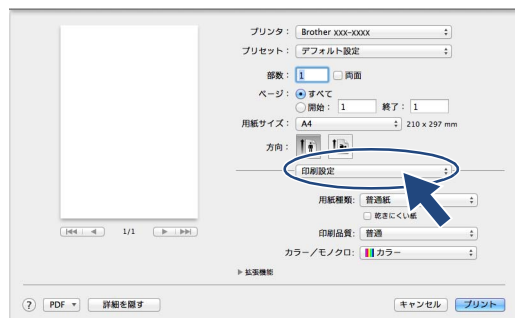 プリンタ： Brother xxx-xxxx
プリセット： デフォルト設定
部数： 1 両面
ページ： すべて
開始： 1 終了： 1
用紙サイズ： A4 210 x 297 mm
方向：
印刷設定
用紙種類: 普通紙
乾きにくい紙
1/1
印刷品質: 普通
カラー／モノクロ: カラー
拡張機能
? PDF 詳細を隠す キャンセル プリント